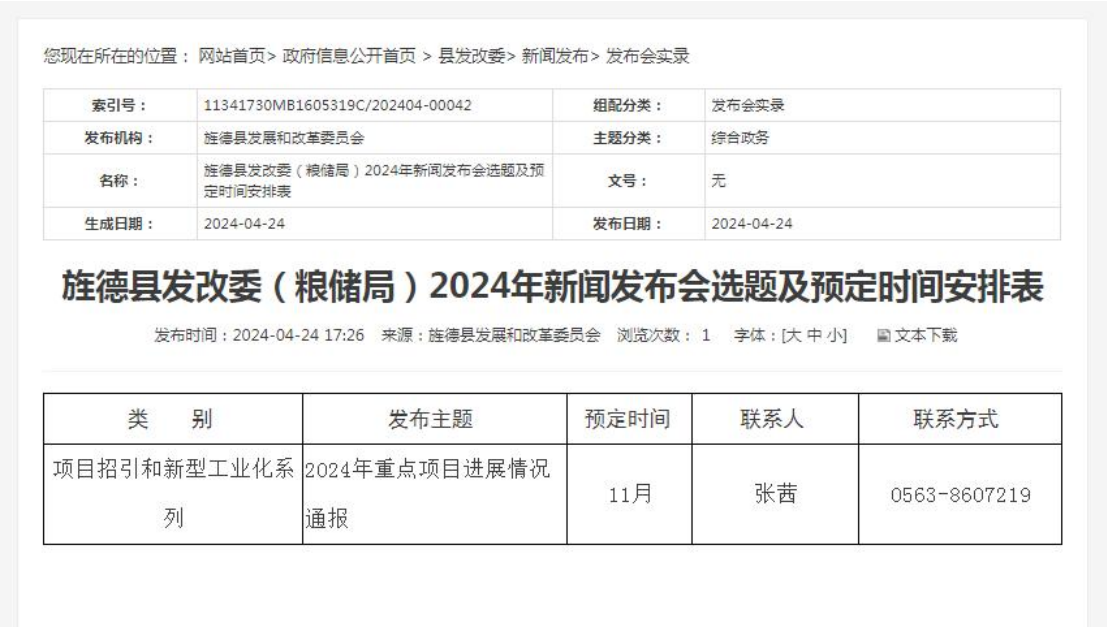 您现在所在的位置： 网站首页> 政府信息公开首页 > 县发改委> 新闻发布> 发布会实录
索引号： 11341730MB1605319C/202404-00042 组配分类： 发布会实录
发布机构： 旌德县发展和改革委员会 主题分类： 综合政务
名称： 旌德县发改委（粮储局）2024年新闻发布会选题及预
定时间安排表 文号： 无
生成日期： 2024-04-24 发布日期： 2024-04-24
旌德县发改委（粮储局）2024年新闻发布会选题及预定时间安排表
发布时间：2024-04-24 17:26 来源：旌德县发展和改革委员会 浏览次数： 1 字体：[大 中 小] 文本下载
类 别 发布主题 预定时间 联系人 联系方式
项目招引和新型工业化系 2024年重点项目进展情况
列 通报 11月 张茜 0563-8607219